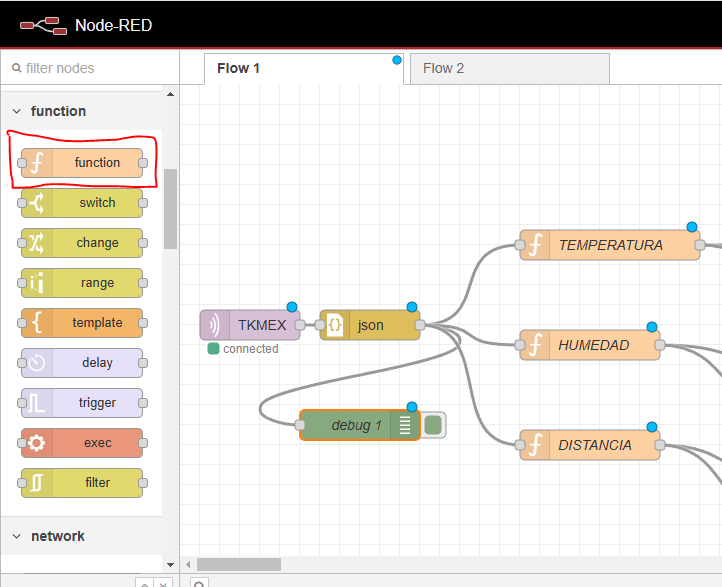 Node-RED
filter nodes
Flow 1
Flow 2
function
function
switch
change
range
template
delay
trigger
exec
filter
network
TKMEX
connected
json
debug 1
TEMPERATURA
HUMEDAD
DISTANCIA